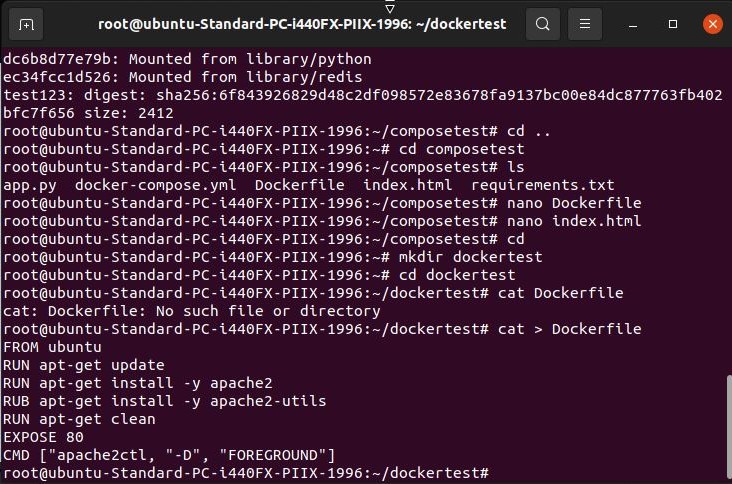 root@ubuntu-Standard-PC-i440FX-PIIX-1996: ~/dockertest
dc6b8d77e79b: Mounted from library/python
ec34fcc1d526: Mounted from library/redis
test123: digest: sha256:6f843926829d48c2df098572e83678fa9137bc00e84dc877763fb402
bfc7f656 size: 2412
root@ubuntu-Standard-PC-i440FX-PIIX-1996:~/composetest# cd ..
root@ubuntu-Standard-PC-i440FX-PIIX-1996:~# cd composetest
root@ubuntu-Standard-PC-i440FX-PIIX-1996:~/composetest# ls
app.py  docker-compose.yml  Dockerfile  index.html  requirements.txt
root@ubuntu-Standard-PC-i440FX-PIIX-1996:~/composetest# nano Dockerfile
root@ubuntu-Standard-PC-i440FX-PIIX-1996:~/composetest# nano index.html
root@ubuntu-Standard-PC-i440FX-PIIX-1996:~/composetest# cd
root@ubuntu-Standard-PC-i440FX-PIIX-1996:~# mkdir dockertest
root@ubuntu-Standard-PC-i440FX-PIIX-1996:~# cd dockertest
root@ubuntu-Standard-PC-i440FX-PIIX-1996:~/dockertest# cat Dockerfile
cat: Dockerfile: No such file or directory
root@ubuntu-Standard-PC-i440FX-PIIX-1996:~/dockertest# cat > Dockerfile
FROM ubuntu
RUN apt-get update
RUN apt-get install -y apache2
RUB apt-get install -y apache2-utils
RUN apt-get clean
EXPOSE 80
CMD ["apache2ctl, "-D", "FOREGROUND"]
root@ubuntu-Standard-PC-i440FX-PIIX-1996:~/dockertest#